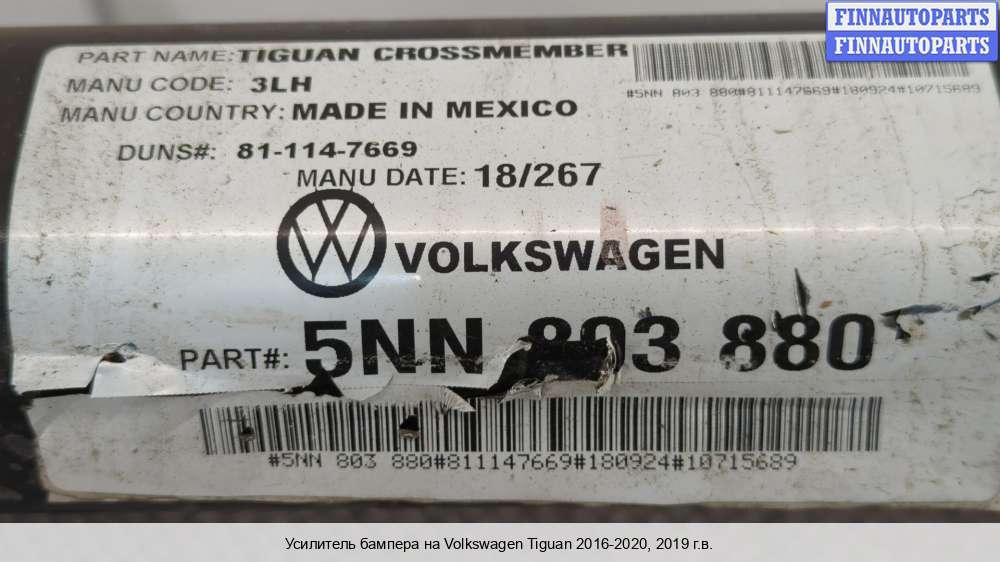 FINNAUTOPARTS
FINNAUTOPARTS
PART NAME: TIGUAN CROSSMEMBER
#5NN 803 880#811147669#180924#10715689
MANU CODE: 3LH
MANU COUNTRY: MADE IN MEXICO
DUNS#: 81-114-7669
MANU DATE: 18/267
VOLKSWAGEN
PART#: 5NN 803 880
#5NN 803 880#811147669#180924#10715689
Усилитель бампера на Volkswagen Tiguan 2016-2020, 2019 г.в.